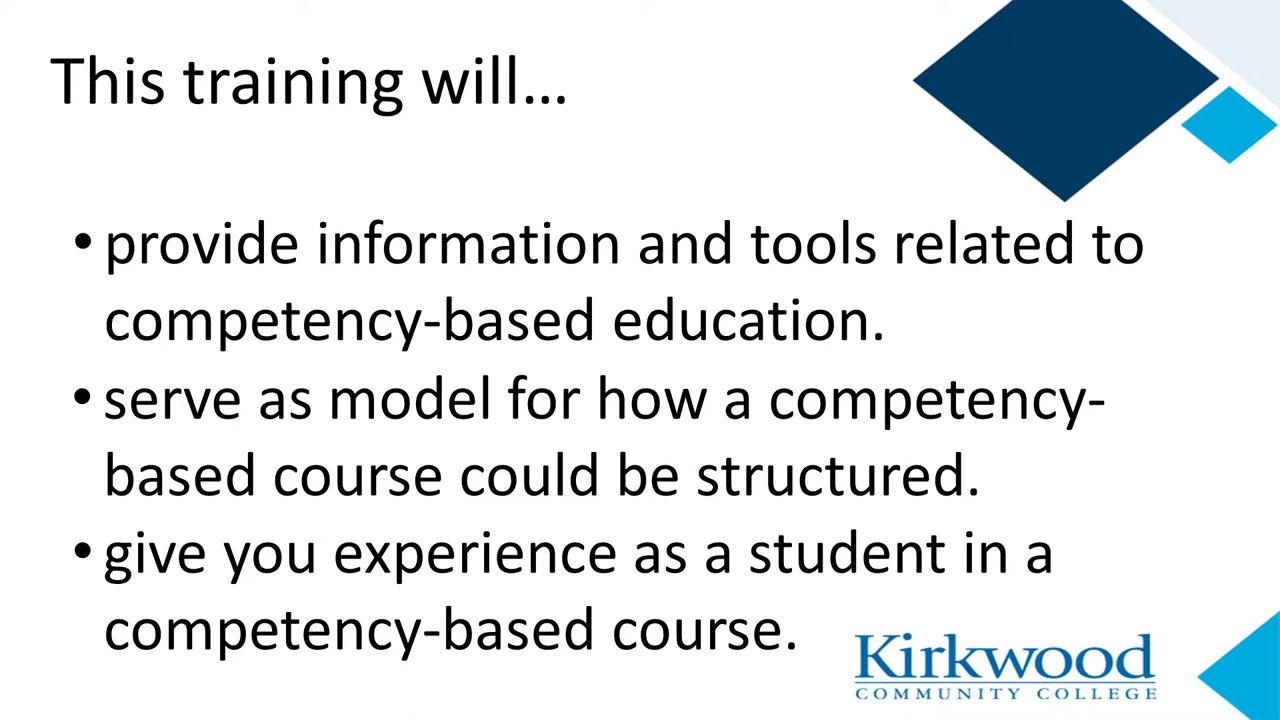 This training will...
• provide information and tools related to
competency-based education.
• serve as model for how a competency-
based course could be structured.
• give you experience as a student in a
competency-based course.
Kirkwood
COMMUNITY COLLEGE